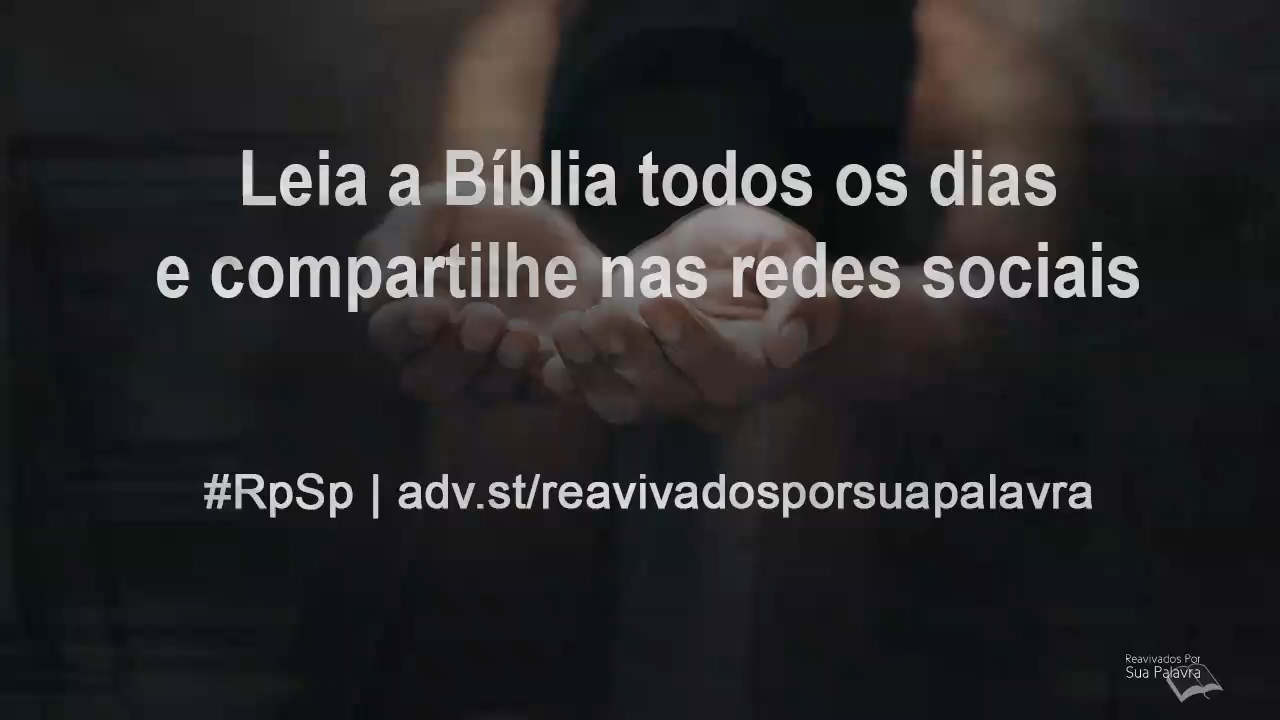 Leia a Bíblia todos os dias
e compartilhe nas redes sociais
#RpSp | adv.st/reavivadosporsuapalavra
Reavivados Por
Sua Palavra